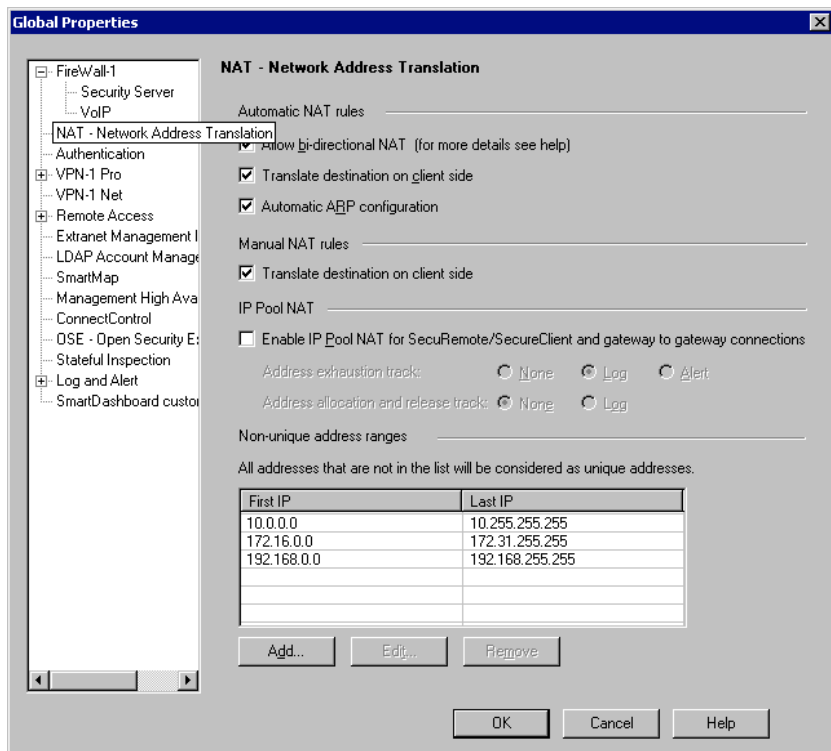 Global Properties
FireWall-1
Security Server
VoIP
NAT - Network Address Translation
Authentication
VPN-1 Pro
VPN-1 Net
Remote Access
Extranet Management I
LDAP Account Manage
SmartMap
Management High Ava
ConnectControl
OSE - Open Security E
Stateful Inspection
Log and Alert
SmartDashboard custor
NAT - Network Address Translation
Automatic NAT rules
Allow bi-directional NAT (for more details see help)
Translate destination on client side
Automatic ARP configuration
Manual NAT rules
Translate destination on client side
IP Pool NAT
Enable IP Pool NAT for SecuRemote/SecureClient and gateway to gateway connections
Address exhaustion track: None Log Alert
Address allocation and release track: None Log
Non-unique address ranges
All addresses that are not in the list will be considered as unique addresses.
First IP Last IP
10.0.0.0 10.255.255.255
172.16.0.0 172.31.255.255
192.168.0.0 192.168.255.255
Add... Edit... Remove
OK Cancel Help